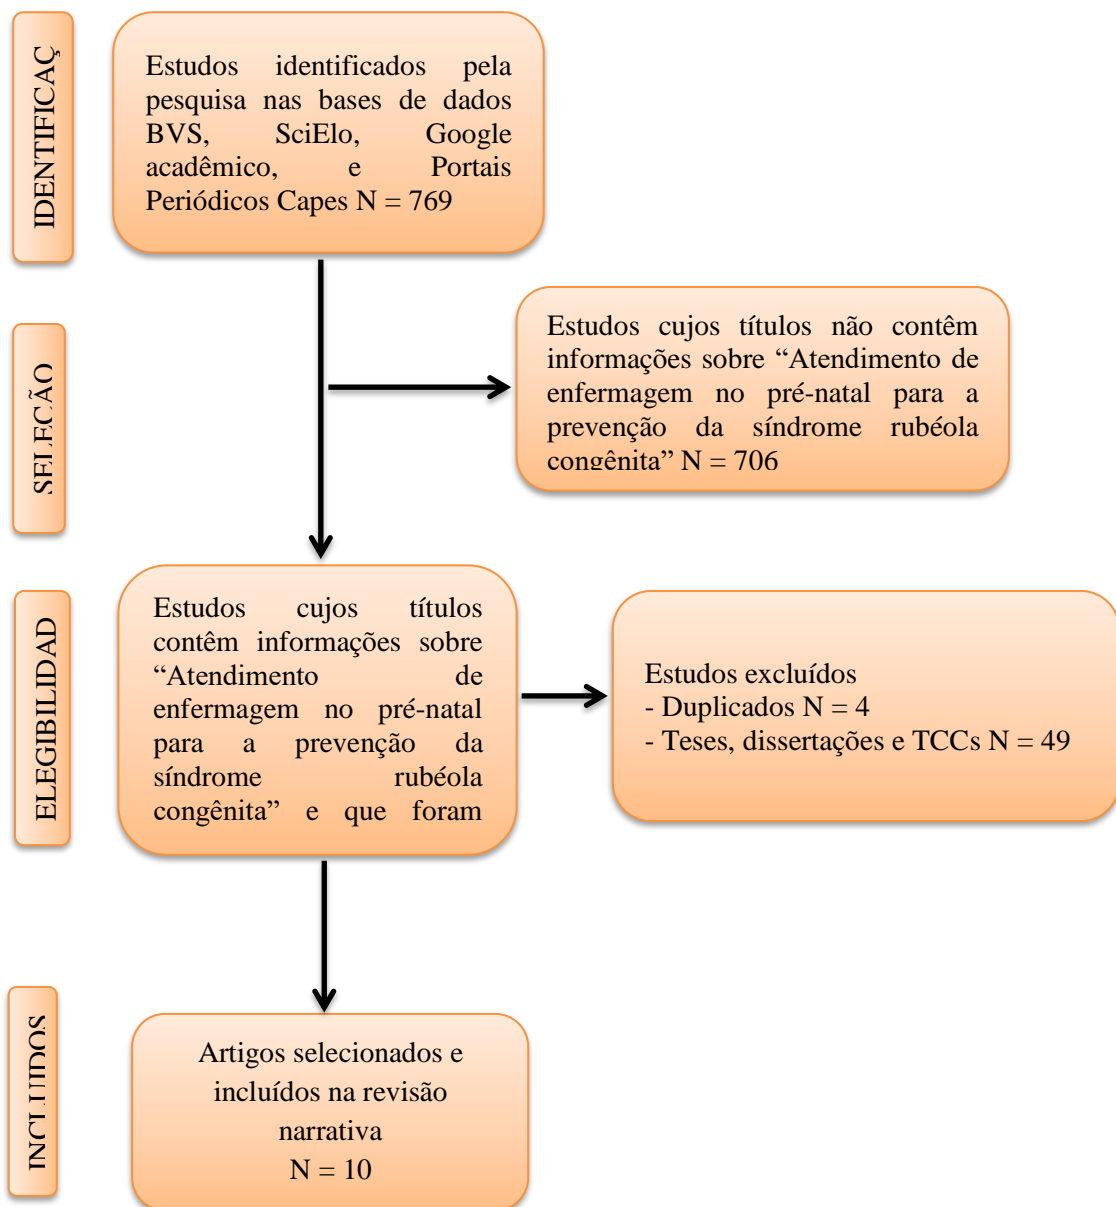 IDENTIFICAÇ
Estudos identificados pela
pesquisa nas bases de dados
BVS, SciElo, Google
acadêmico, e Portais
Periódicos Capes N = 769
SELEÇÃO
Estudos cujos títulos não contêm
informações sobre “Atendimento de
enfermagem no pré-natal para a
prevenção da síndrome rubéola
congênita” N = 706
ELEGIBILIDAD
Estudos cujos títulos
contêm informações sobre
“Atendimento de
enfermagem no pré-natal
para a prevenção da
síndrome rubéola
congênita” e que foram
Estudos excluídos
- Duplicados N = 4
- Teses, dissertações e TCCs N = 49
INCLUIDOS
Artigos selecionados e
incluídos na revisão
narrativa
N = 10